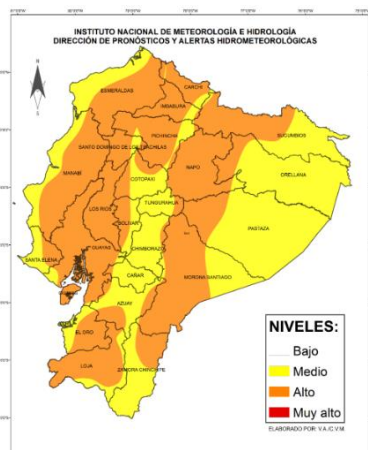 INSTITUTO NACIONAL DE METEOROLOGÍA E HIDROLOGÍA
DIRECCIÓN DE PRONÓSTICOS Y ALERTAS HIDROMETEOROLÓGICAS
N
S
CARCHI
ESMERALDAS
IMBABURA
PICHINCHA
SUCUMBIOS
SANTO DOMINGO DE LOS TSACHILAS
NAPO
MANABI
COTOPAXI
ORELLANA
TUNGURAHUA
LOS RIOS
BOLIVAR
PASTAZA
GUAYAS
CHIMBORAZO
SANTA ELENA
CAÑAR
MORONA SANTIAGO
AZUAY
EL ORO
LOJA
ZAMORA CHINCHIPE
NIVELES:
Bajo
Medio
Alto
Muy alto
ELABORADO POR: V.A./C.V.M.